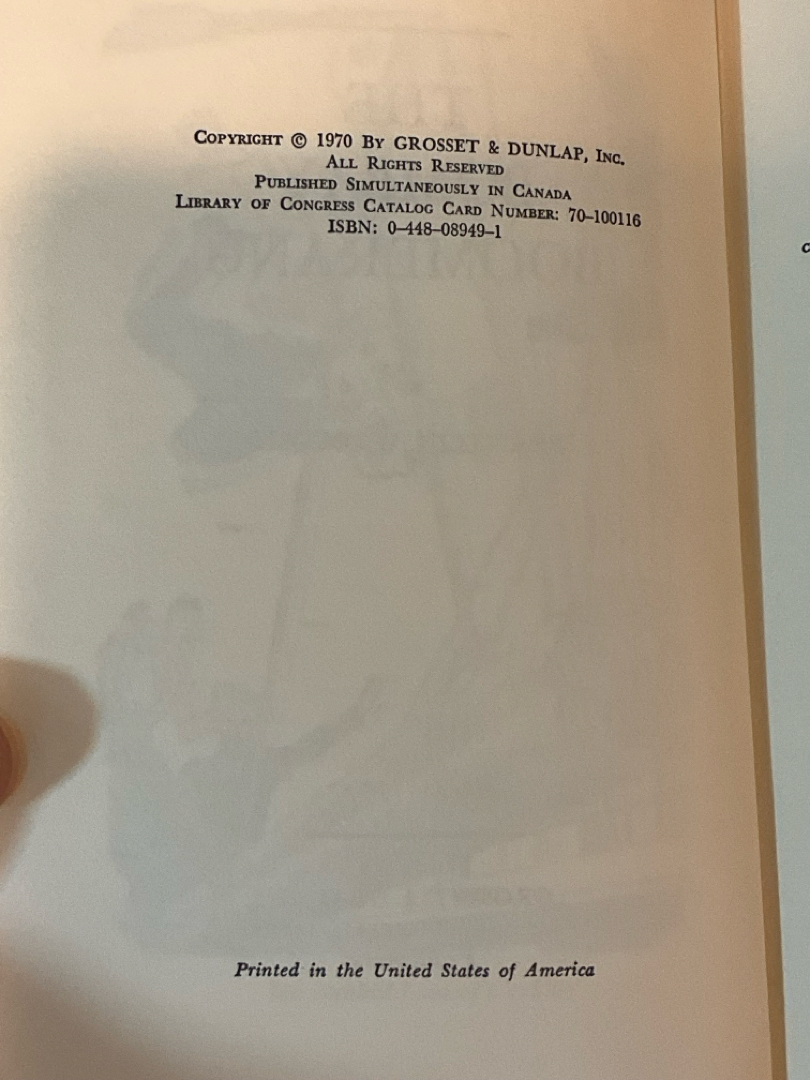 COPYRIGHT © 1970 BY GROSSET & DUNLAP, INC.
ALL RIGHTS RESERVED
PUBLISHED SIMULTANEOUSLY IN CANADA
LIBRARY OF CONGRESS CATALOG CARD NUMBER: 70–100116
ISBN: 0–448–08949–1
Printed in the United States of America